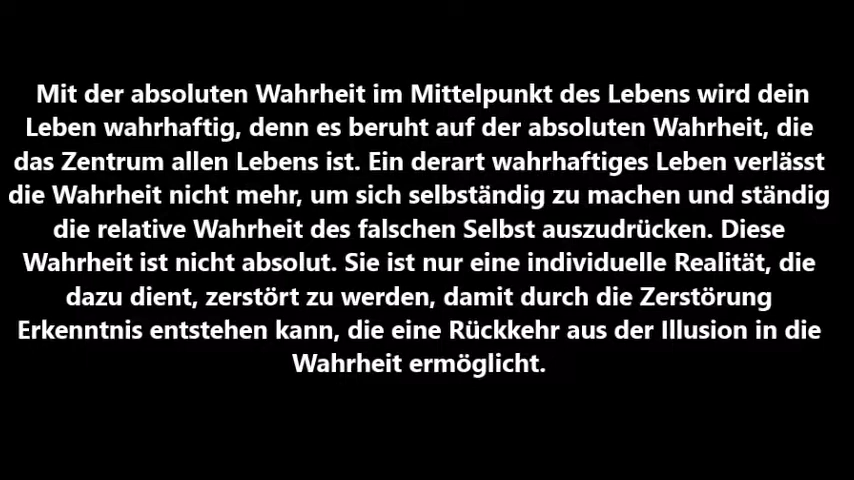 Mit der absoluten Wahrheit im Mittelpunkt des Lebens wird dein
Leben wahrhaftig, denn es beruht auf der absoluten Wahrheit, die
das Zentrum allen Lebens ist. Ein derart wahrhaftiges Leben verlässt
die Wahrheit nicht mehr, um sich selbständig zu machen und ständig
die relative Wahrheit des falschen Selbst auszudrücken. Diese
Wahrheit ist nicht absolut. Sie ist nur eine individuelle Realität, die
dazu dient, zerstört zu werden, damit durch die Zerstörung
Erkenntnis entstehen kann, die eine Rückkehr aus der Illusion in die
Wahrheit ermöglicht.